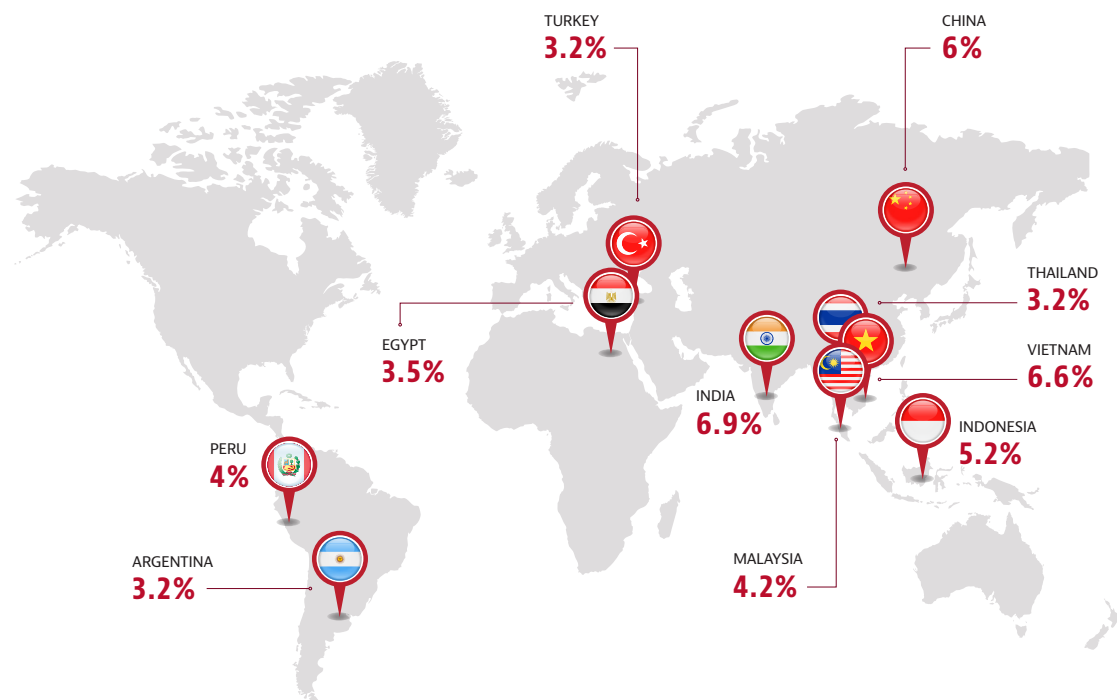 TURKEY
3.2%
CHINA
6%
THAILAND
3.2%
EGYPT
3.5%
VIETNAM
6.6%
INDIA
6.9%
INDONESIA
5.2%
PERU
4%
ARGENTINA
3.2%
MALAYSIA
4.2%